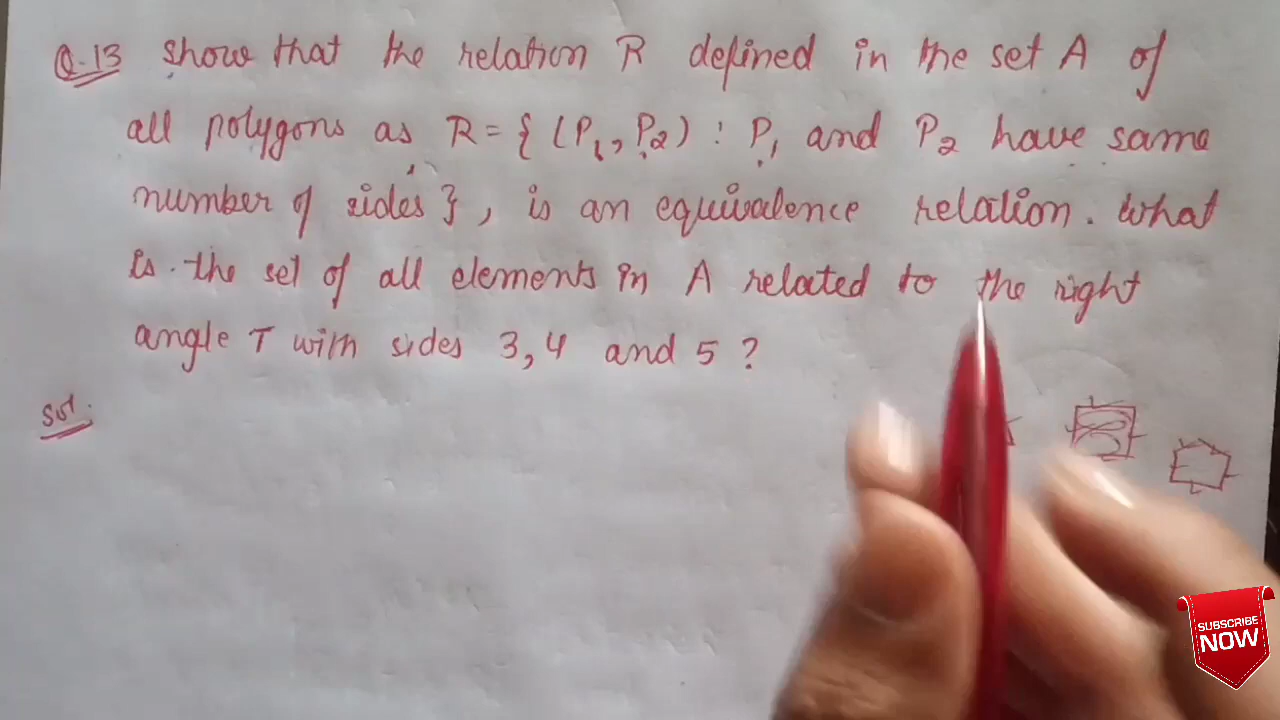 Q.13 show that the relation R defined in the set A of
all polygons as R = { (P1, P2) : P1 and P2 have same
number of sides }, is an equivalence relation. What
is the set of all elements in A related to the right
angle T with sides 3, 4 and 5 ?
Sol.
SUBSCRIBE
NOW